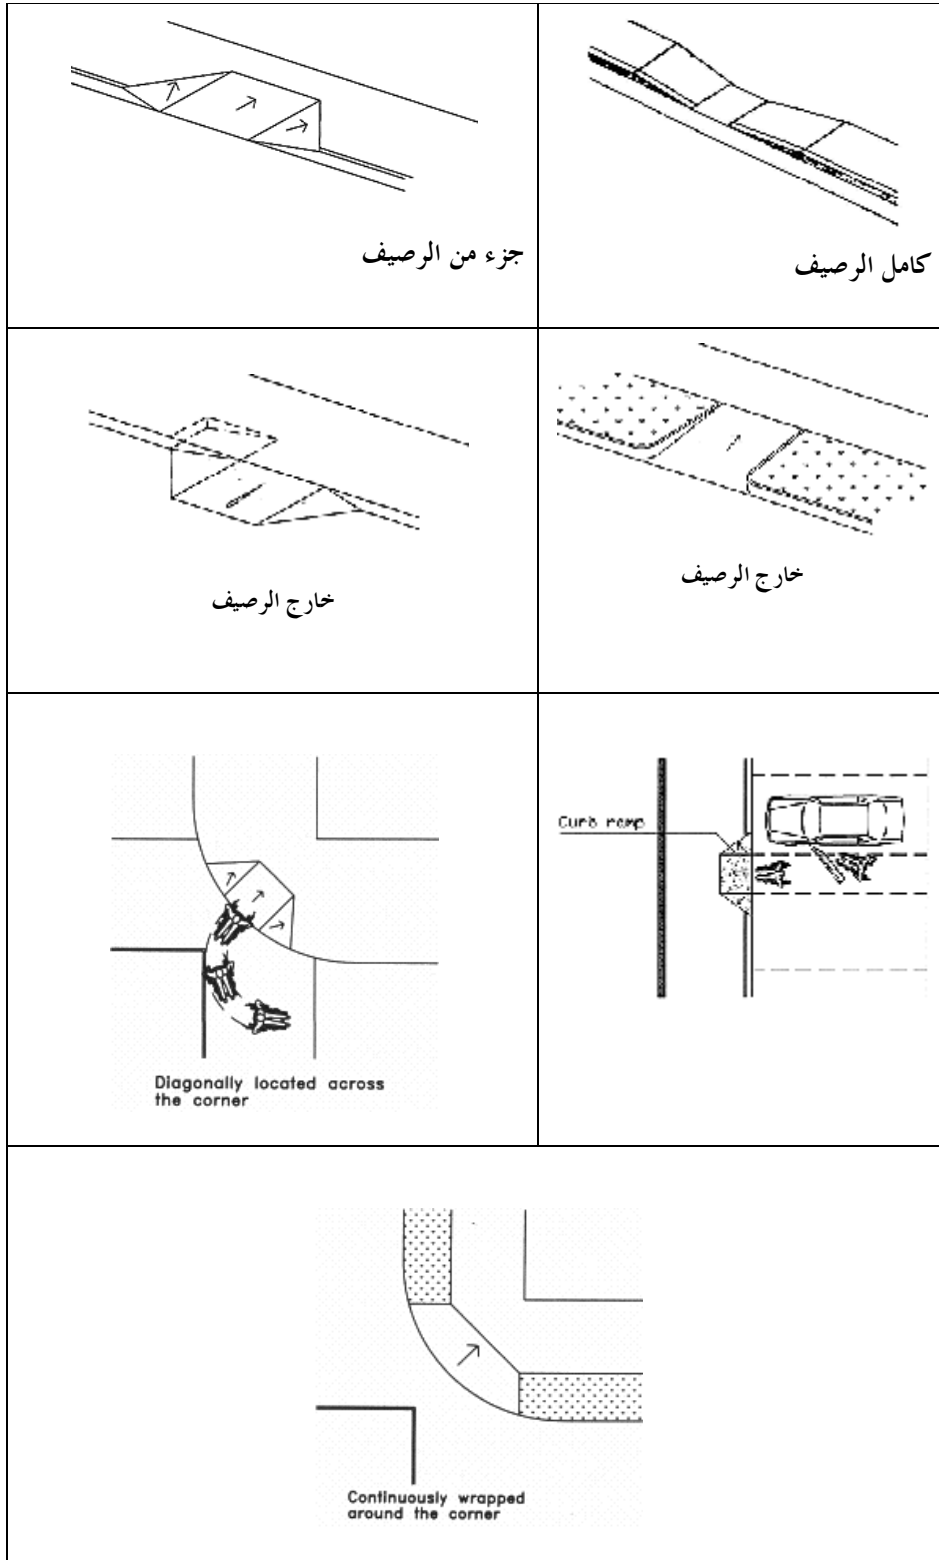 كامل الرصيف
جزء من الرصيف
خارج الرصيف
خارج الرصيف
Curb ramp
Diagonally located across
the corner
Continuously wrapped
around the corner